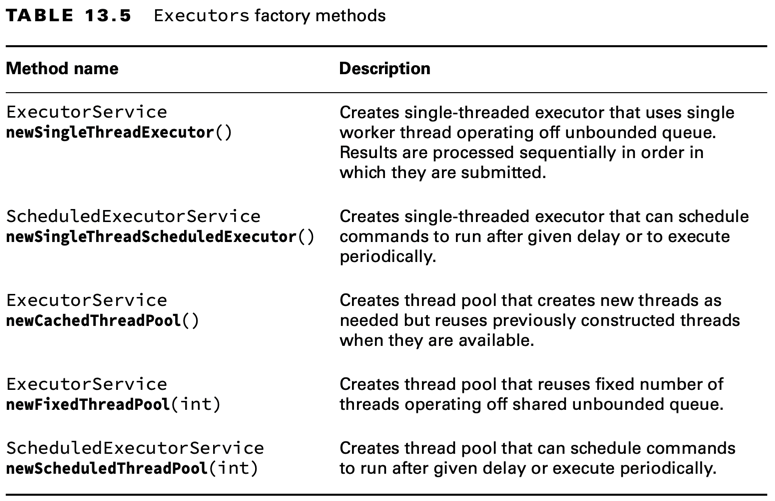 TABLE 13.5 Executors factory methods
Method name Description
ExecutorService
newSingleThreadExecutor()
Creates single-threaded executor that uses single
worker thread operating off unbounded queue.
Results are processed sequentially in order in
which they are submitted.
ScheduledExecutorService
newSingleThreadScheduledExecutor()
Creates single-threaded executor that can schedule
commands to run after given delay or to execute
periodically.
ExecutorService
newCachedThreadPool()
Creates thread pool that creates new threads as
needed but reuses previously constructed threads
when they are available.
ExecutorService
newFixedThreadPool(int)
Creates thread pool that reuses fixed number of
threads operating off shared unbounded queue.
ScheduledExecutorService
newScheduledThreadPool(int)
Creates thread pool that can schedule commands
to run after given delay or execute periodically.